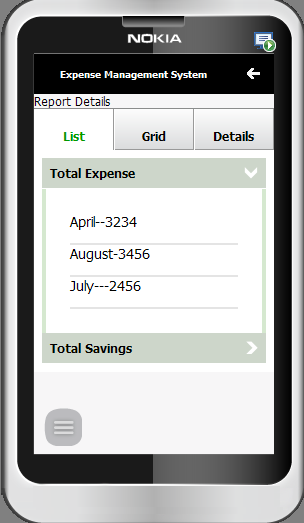 NOKIA
Expense Management System
Report Details
List Grid Details
Total Expense
April--3234
August-3456
July---2456
Total Savings